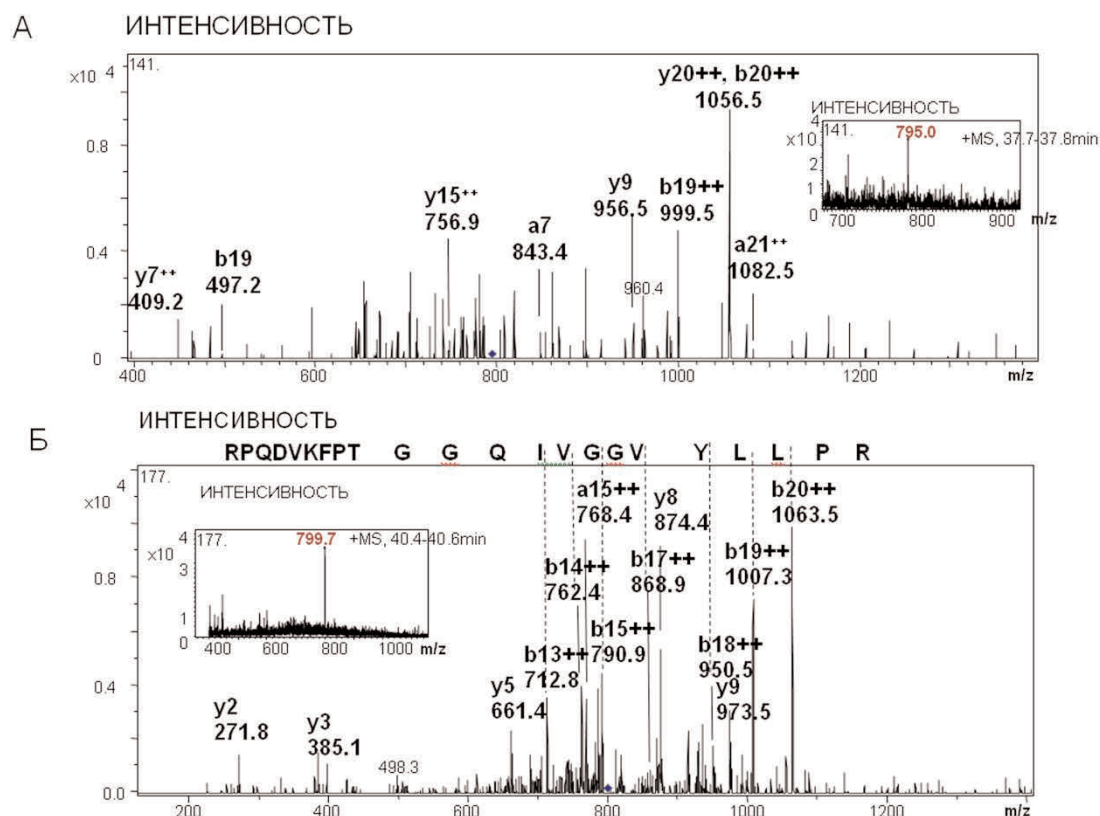 А
ИНТЕНСИВНОСТЬ
x10 4
141.
0.8
0.4
0
y7++
409.2
b19
497.2
y15++
756.9
a7
843.4
y9
956.5
960.4
b19++
999.5
y20++, b20++
1056.5
a21++
1082.5
400 600 800 1000 1200 m/z
ИНТЕНСИВНОСТЬ
x10 4
141.
795.0
+MS, 37.7-37.8min
3
2
1
0
700 800 900 m/z
Б
ИНТЕНСИВНОСТЬ
RPQDVKFPT G G Q I V G G V Y L L P R
x10 4
177.
0.8
0.4
0.0
ИНТЕНСИВНОСТЬ
x10 4
177.
799.7
+MS, 40.4-40.6min
3
2
1
0
400 600 800 1000 m/z
y2
271.8
y3
385.1
498.3
y5
661.4
b13++
712.8
b14++
762.4
a15++
768.4
b15++
790.9
b17++
868.9
y8
874.4
b18++
950.5
y9
973.5
b19++
1007.3
b20++
1063.5
200 400 600 800 1000 1200 m/z